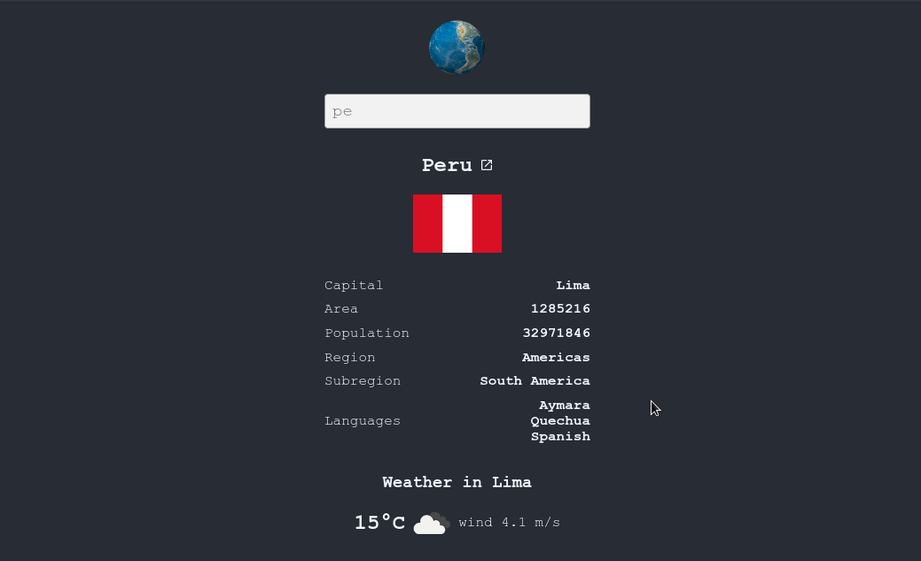 pe
Peru
Capital Lima
Area 1285216
Population 32971846
Region Americas
Subregion South America
Languages Aymara
Quechua
Spanish
Weather in Lima
15°C wind 4.1 m/s